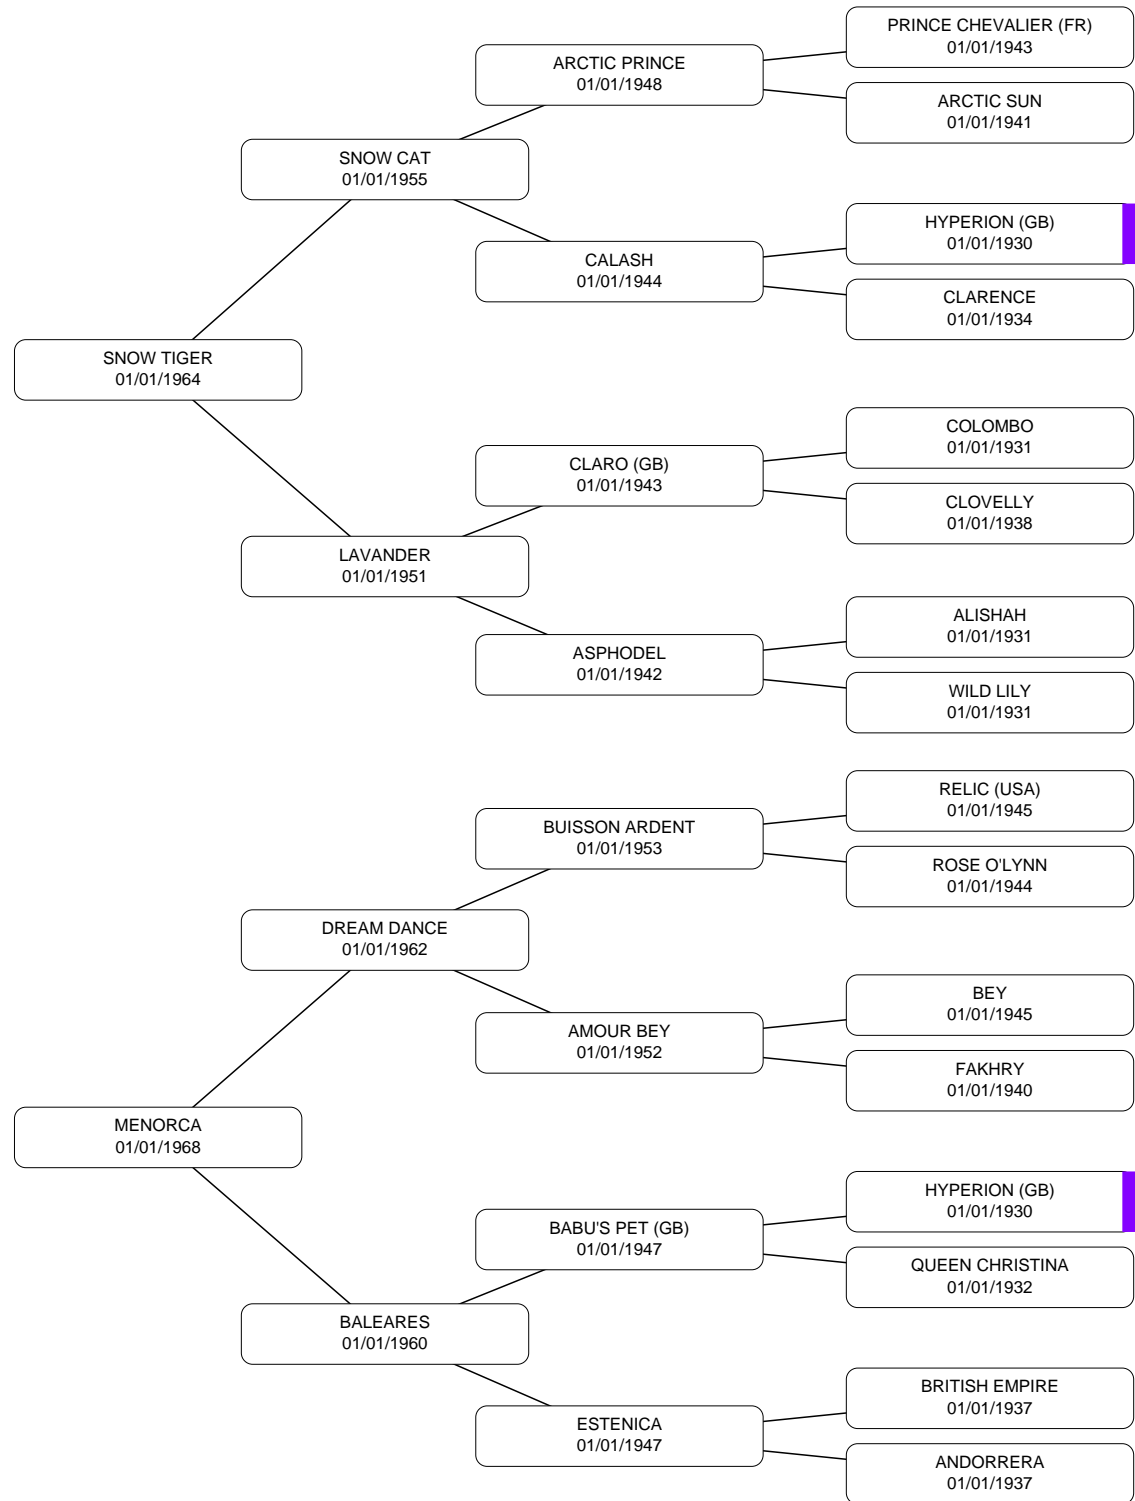 PRINCE CHEVALIER (FR)
01/01/1943
ARCTIC PRINCE
01/01/1948
ARCTIC SUN
01/01/1941
SNOW CAT
01/01/1955
HYPERION (GB)
01/01/1930
CALASH
01/01/1944
CLARENCE
01/01/1934
SNOW TIGER
01/01/1964
COLOMBO
01/01/1931
CLARO (GB)
01/01/1943
CLOVELLY
01/01/1938
LAVANDER
01/01/1951
ALISHAH
01/01/1931
ASPHODEL
01/01/1942
WILD LILY
01/01/1931
RELIC (USA)
01/01/1945
BUISSON ARDENT
01/01/1953
ROSE O'LYNN
01/01/1944
DREAM DANCE
01/01/1962
BEY
01/01/1945
AMOUR BEY
01/01/1952
FAKHRY
01/01/1940
MENORCA
01/01/1968
HYPERION (GB)
01/01/1930
BABU'S PET (GB)
01/01/1947
QUEEN CHRISTINA
01/01/1932
BALEARES
01/01/1960
BRITISH EMPIRE
01/01/1937
ESTENICA
01/01/1947
ANDORRERA
01/01/1937